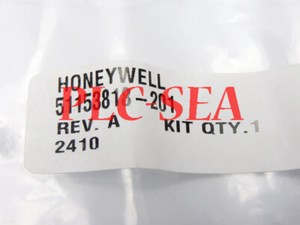 HONEYWELL
51153818-201
PLC-SEA
REV. A KIT QTY.1
2410